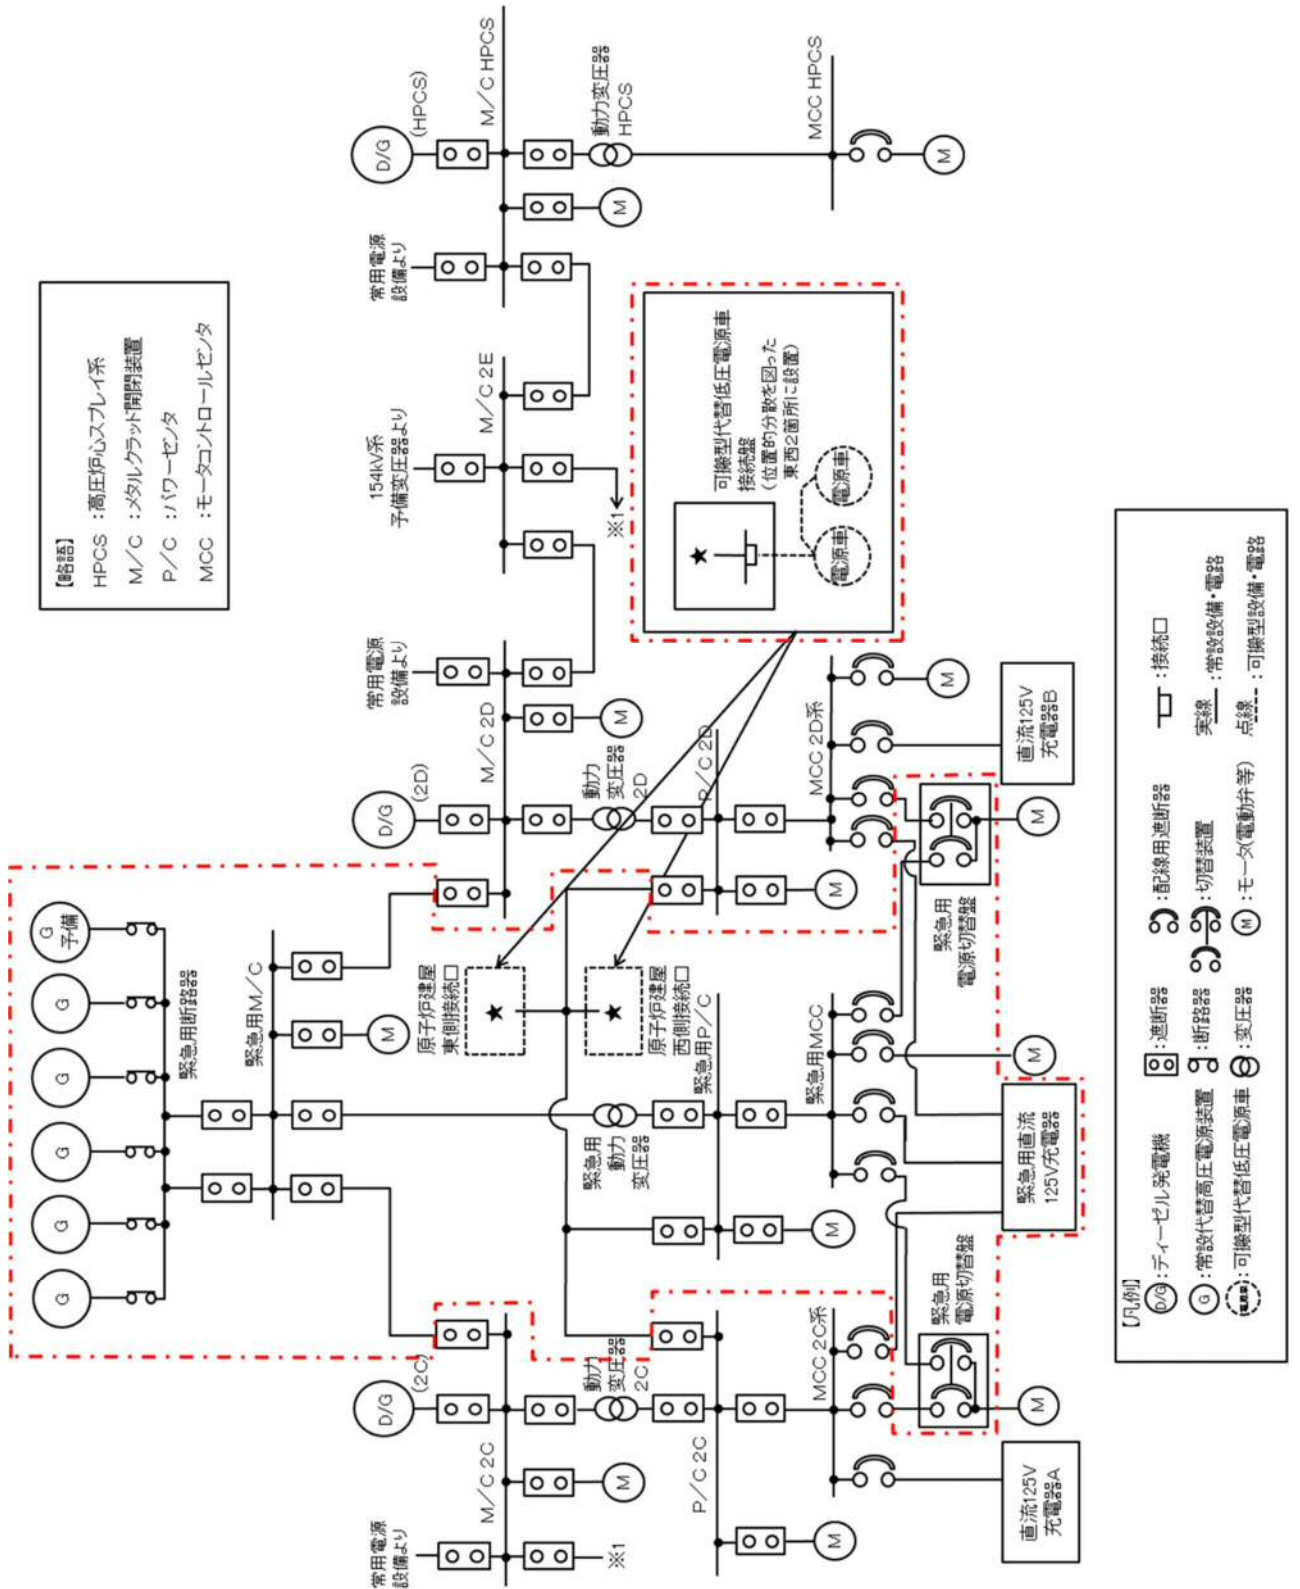 G
G
G
G
G
G
予備
緊急用断路器
緊急用M/C
M
【略語】
HPCS :高圧炉心スプレイ系
M/C :メタルクラッド開閉装置
P/C :パワーセンタ
MCC :モータコントロールセンタ
常用電源
設備より
D/G
(2C)
M/C 2C
※1
M
動力
変圧器
2C
D/G
(2D)
M/C 2D
常用電源
設備より
M
動力
変圧器
2D
154kV系
予備変圧器より
M/C 2E
※1
常用電源
設備より
D/G
(HPCS)
M/C HPCS
M
動力変圧器
HPCS
原子炉建屋
東側接続口
★
原子炉建屋
西側接続口
★
緊急用
動力
変圧器
可搬型代替低圧電源車
接続盤
(位置的分散を図った
東西2箇所に設置)
★
電源車
電源車
P/C 2C
M
緊急用P/C
M
P/C 2D
M
MCC 2C系
緊急用MCC
MCC 2D系
MCC HPCS
M
直流125V
充電器A
緊急用
電源切替盤
M
緊急用直流
125V充電器
M
緊急用
電源切替盤
M
直流125V
充電器B
M
【凡例】
D/G :ディーゼル発電機
G :常設代替高圧電源装置
電源車 :可搬型代替低圧電源車
:遮断器
:断路器
:変圧器
:配線用遮断器
:切替装置
M :モータ(電動弁等)
:接続口
実線 :常設設備・電路
点線 :可搬型設備・電路